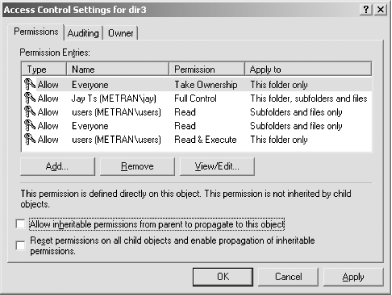 Access Control Settings for dir3
Permissions Auditing Owner
Permission Entries:
Type Name Permission Apply to
Allow Everyone Take Ownership This folder only
Allow Jay Ts (METRAN\jay) Full Control This folder, subfolders and files
Allow users (METRAN\users) Read Subfolders and files only
Allow Everyone Read Subfolders and files only
Allow users (METRAN\users) Read & Execute This folder only
Add... Remove View/Edit...
This permission is defined directly on this object. This permission is not inherited by child
objects.
Allow inheritable permissions from parent to propagate to this object
Reset permissions on all child objects and enable propagation of inheritable
permissions.
OK Cancel Apply